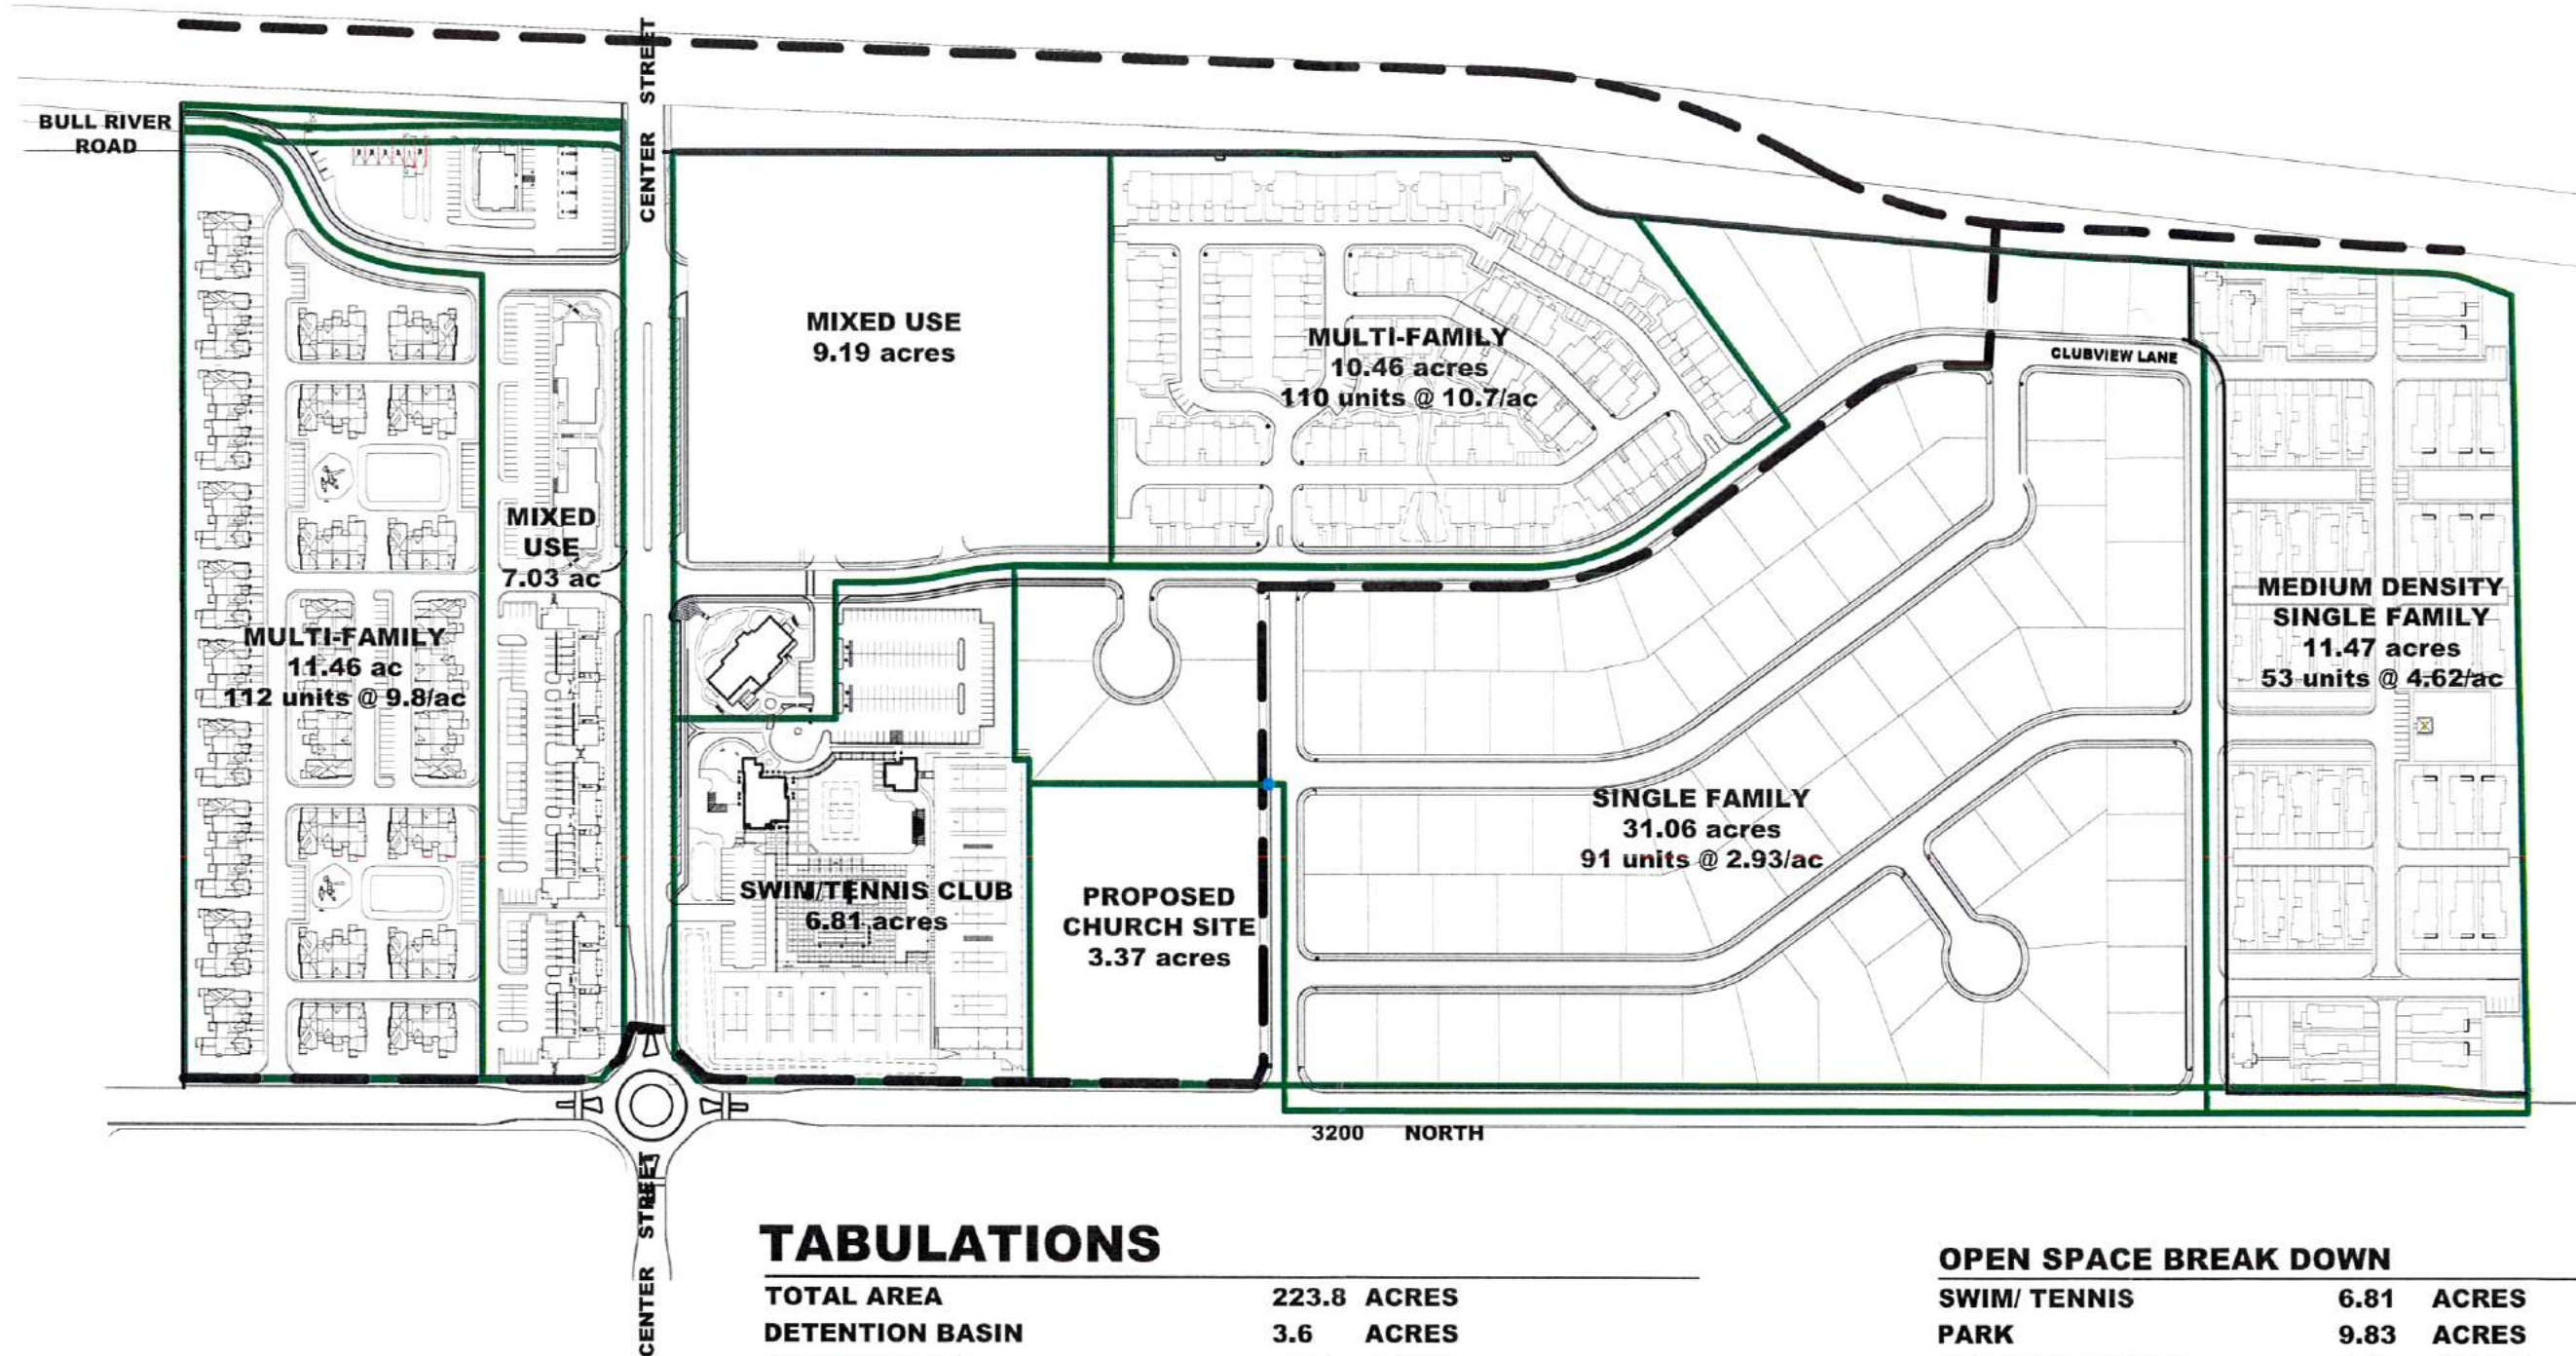 CENTER STREET
BULL RIVER
ROAD
MIXED USE
9.19 acres
MULTI-FAMILY
10.46 acres
110 units @ 10.7/ac
CLUBVIEW LANE
MIXED
USE
7.03 ac
MULTI-FAMILY
11.46 ac
112 units @ 9.8/ac
MEDIUM DENSITY
SINGLE FAMILY
11.47 acres
53 units @ 4.62/ac
SINGLE FAMILY
31.06 acres
91 units @ 2.93/ac
SWIM/TENNIS CLUB
6.81 acres
PROPOSED
CHURCH SITE
3.37 acres
3200 NORTH
CENTER STREET
CENTER STREET
TABULATIONS
TOTAL AREA 223.8 ACRES
DETENTION BASIN 3.6 ACRES
OPEN SPACE BREAK DOWN
SWIM/ TENNIS 6.81 ACRES
PARK 9.83 ACRES